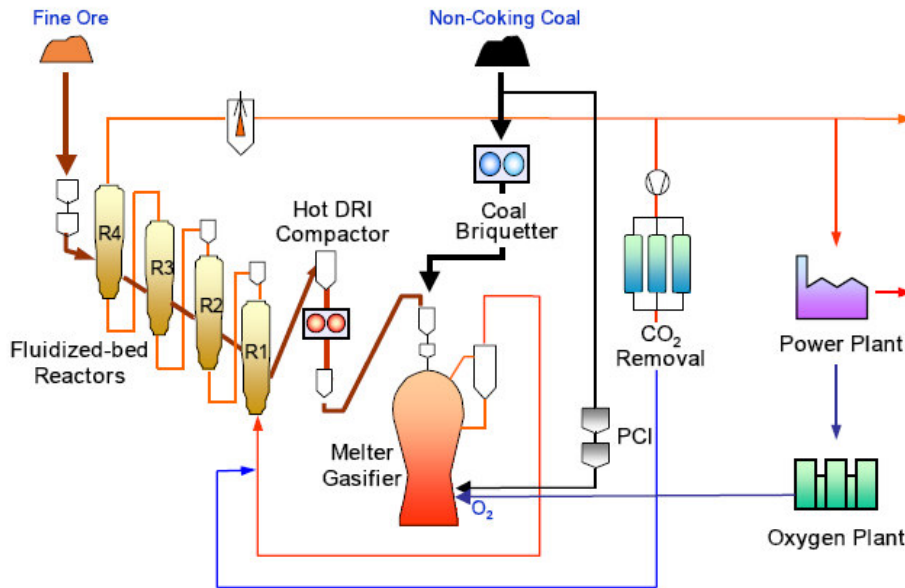 Fine Ore
Non-Coking Coal
R4
R3
R2
R1
Hot DRI
Compactor
Coal
Briquetter
Fluidized-bed
Reactors
CO2
Removal
Power Plant
Melter
Gasifier
PCI
O2
Oxygen Plant